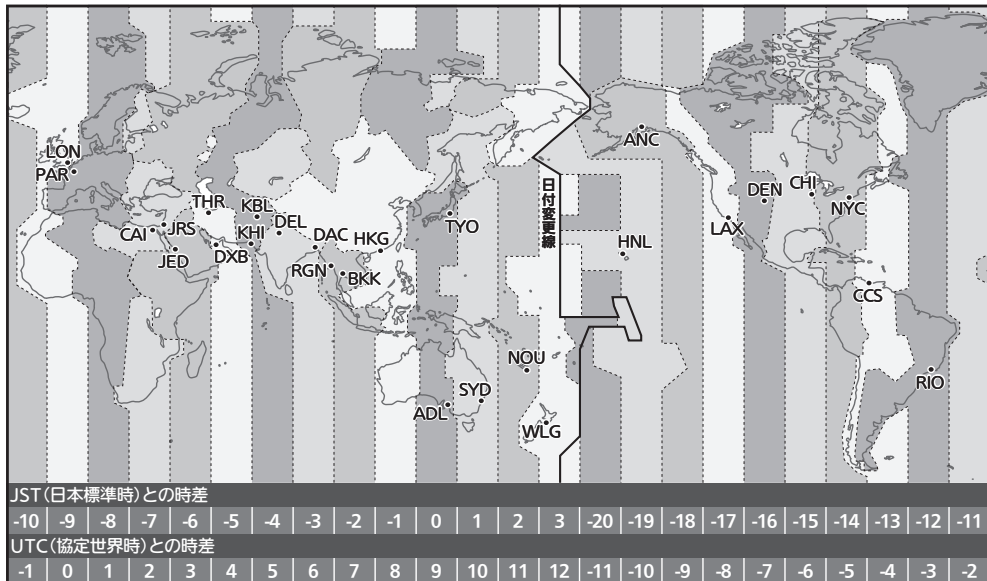 ANC
LON
PAR
DEN
CHI
NYC
THR
KBL
DEL
TYO
LAX
CAI
JRS
KHI
DAC
HKG
HNL
JED
DXB
RGN
BKK
日付変更線
CCS
NOU
RIO
SYD
ADL
WLG
JST(日本標準時)との時差
-10 -9 -8 -7 -6 -5 -4 -3 -2 -1 0 1 2 3 -20 -19 -18 -17 -16 -15 -14 -13 -12 -11
UTC(協定世界時)との時差
-1 0 1 2 3 4 5 6 7 8 9 10 11 12 -11 -10 -9 -8 -7 -6 -5 -4 -3 -2